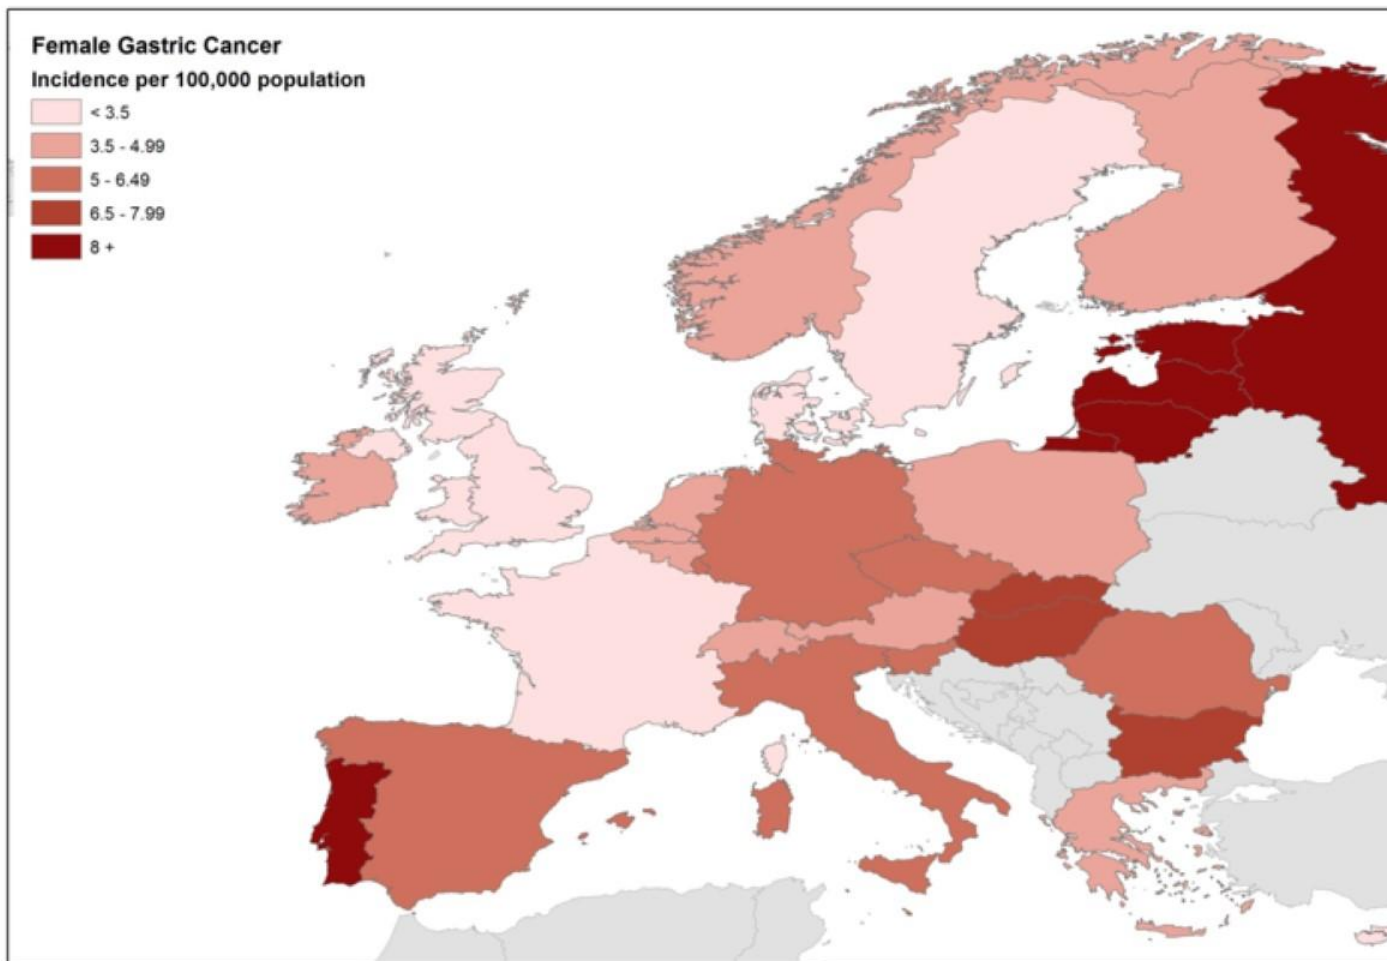 Female Gastric Cancer
Incidence per 100,000 population
< 3.5
3.5 - 4.99
5 - 6.49
6.5 - 7.99
8 +